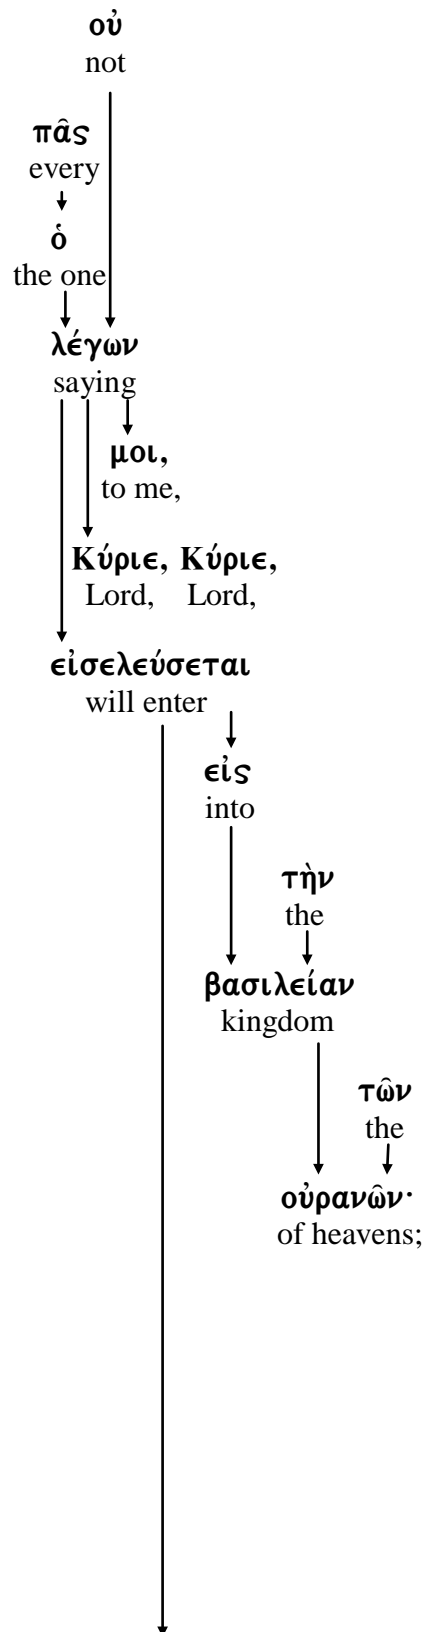 οὐ
not
πᾶς
every
ὁ
the one
λέγων
saying
μοι,
to me,
Κύριε, Κύριε,
Lord, Lord,
εἰσελεύσεται
will enter
εἰς
into
τὴν
the
βασιλείαν
kingdom
τῶν
the
οὐρανῶν·
of heavens;